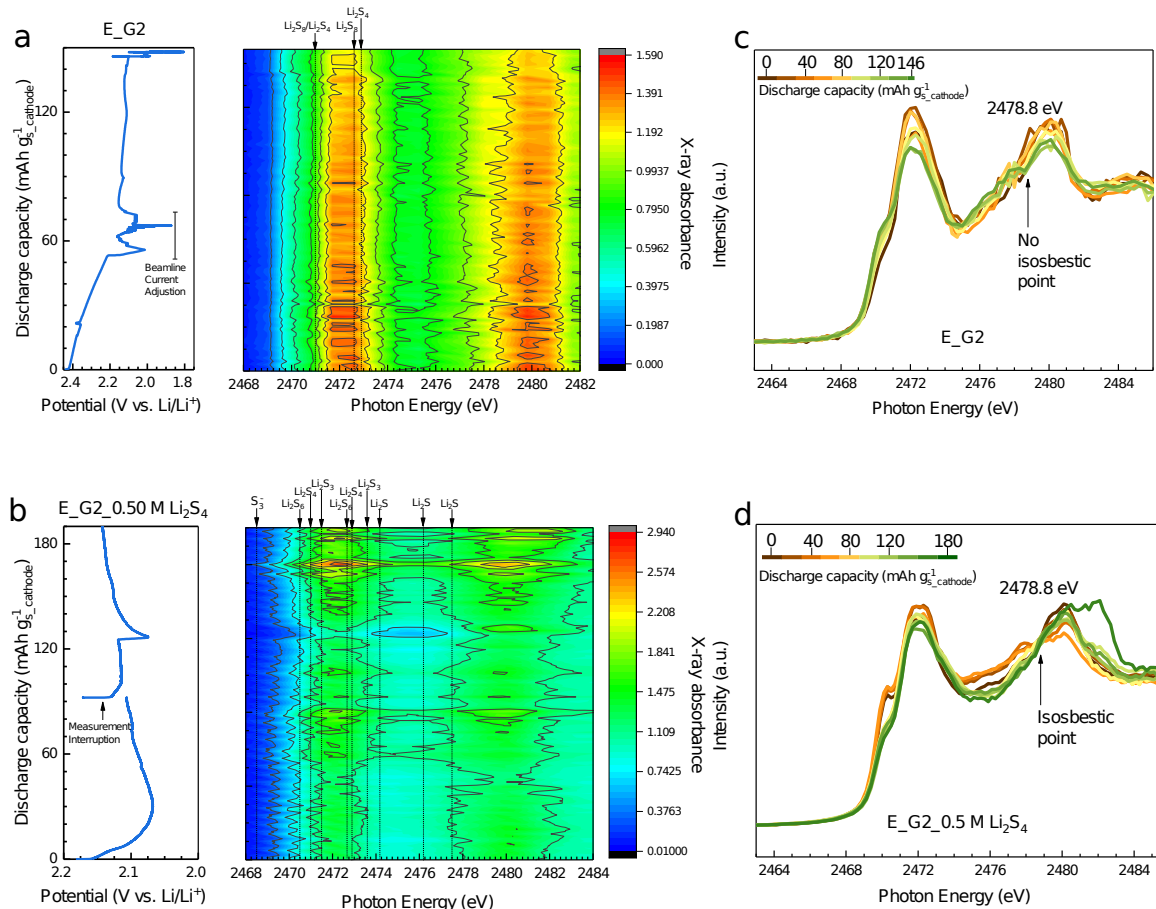 a
E_G2
Discharge capacity (mAh g⁻¹s_cathode)
120
60
0
2.4 2.2 2.0 1.8
Potential (V vs. Li/Li⁺)
Beamline
Current
Adjustion
Li₂S₈/Li₂S₄
Li₂S₈
Li₂S₄
2468 2470 2472 2474 2476 2478 2480 2482
Photon Energy (eV)
1.590
1.391
1.192
0.9937
0.7950
0.5962
0.3975
0.1987
0.000
X-ray absorbance
c
0 40 80 120 146
Discharge capacity (mAh g⁻¹s_cathode)
2478.8 eV
No
isosbestic
point
E_G2
Intensity (a.u.)
2464 2468 2472 2476 2480 2484
Photon Energy (eV)
b
E_G2_0.50 M Li₂S₄
Discharge capacity (mAh g⁻¹s_cathode)
180
120
60
0
2.2 2.1 2.0
Potential (V vs. Li/Li⁺)
Measurement
Interruption
S₃⁻
Li₂S₆
Li₂S₄
Li₂S₃
Li₂S₆
Li₂S₄
Li₂S₃
Li₂S
Li₂S
Li₂S
2468 2470 2472 2474 2476 2478 2480 2482 2484
Photon Energy (eV)
2.940
2.574
2.208
1.841
1.475
1.109
0.7425
0.3763
0.01000
X-ray absorbance
d
0 40 80 120 180
Discharge capacity (mAh g⁻¹s_cathode)
2478.8 eV
Isosbestic
point
E_G2_0.5 M Li₂S₄
Intensity (a.u.)
2464 2468 2472 2476 2480 2484
Photon Energy (eV)